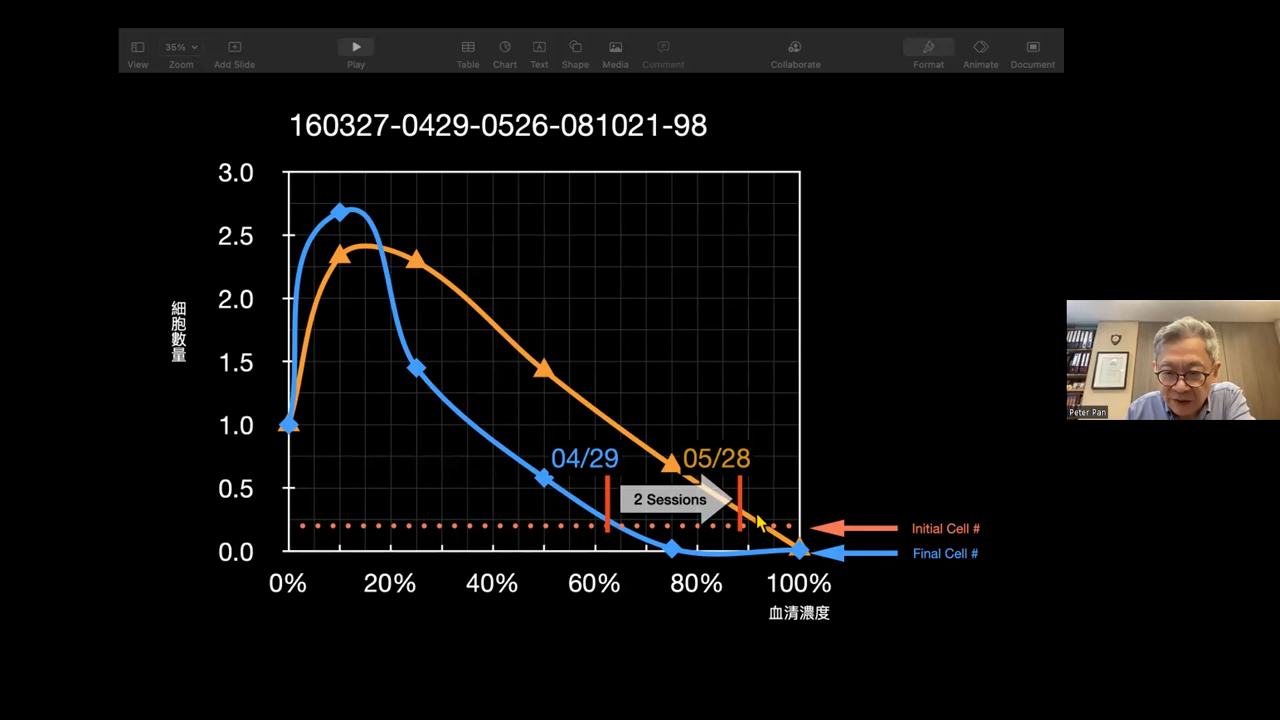 35%
View
Zoom
Add Slide
Play
Table
Chart
Text
Shape
Media
Comment
Collaborate
Format
Animate
Document
160327-0429-0526-081021-98
3.0
2.5
2.0
1.5
1.0
0.5
0.0
細胞數量
04/29
05/28
2 Sessions
Initial Cell #
Final Cell #
0%
20%
40%
60%
80%
100%
血清濃度
Peter Pan